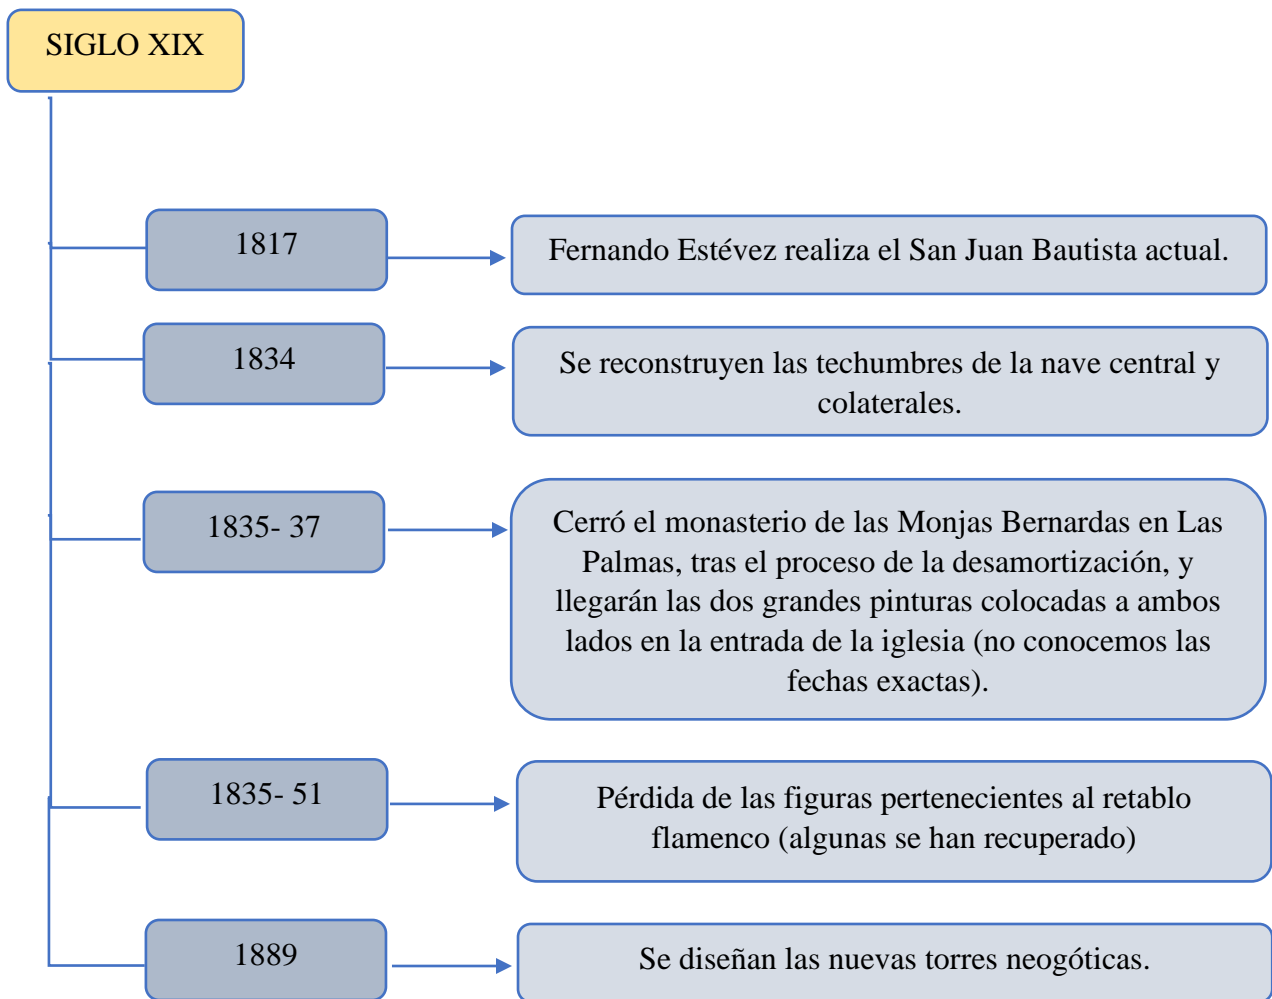 SIGLO XIX
1817
Fernando Estévez realiza el San Juan Bautista actual.
1834
Se reconstruyen las techumbres de la nave central y
colaterales.
1835- 37
Cerró el monasterio de las Monjas Bernardas en Las
Palmas, tras el proceso de la desamortización, y
llegarán las dos grandes pinturas colocadas a ambos
lados en la entrada de la iglesia (no conocemos las
fechas exactas).
1835- 51
Pérdida de las figuras pertenecientes al retablo
flamenco (algunas se han recuperado)
1889
Se diseñan las nuevas torres neogóticas.